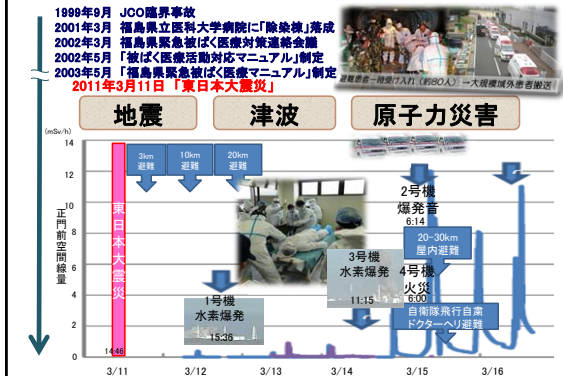 1999年9月 JCO臨界事故
2001年3月 福島県立医科大学病院に「除染棟」落成
2002年3月 福島県緊急被ばく医療対策連絡会議
2002年5月 「被ばく医療活動対応マニュアル」制定
2003年5月 「福島県緊急被ばく医療マニュアル」制定
2011年3月11日 「東日本大震災」
避難患者一時受け入れ（約80人）→大規模域外患者搬送
地震
津波
原子力災害
(mSv/h)
14
12
10
8
6
4
2
0
正門前空間線量
東日本大震災
14:46
3km
避難
10km
避難
20km
避難
1号機
水素爆発
15:36
3号機
水素爆発
11:15
2号機
爆発音
6:14
20-30km
屋内避難
4号機
火災
6:00
自衛隊飛行自粛
ドクターヘリ避難
3/11
3/12
3/13
3/14
3/15
3/16